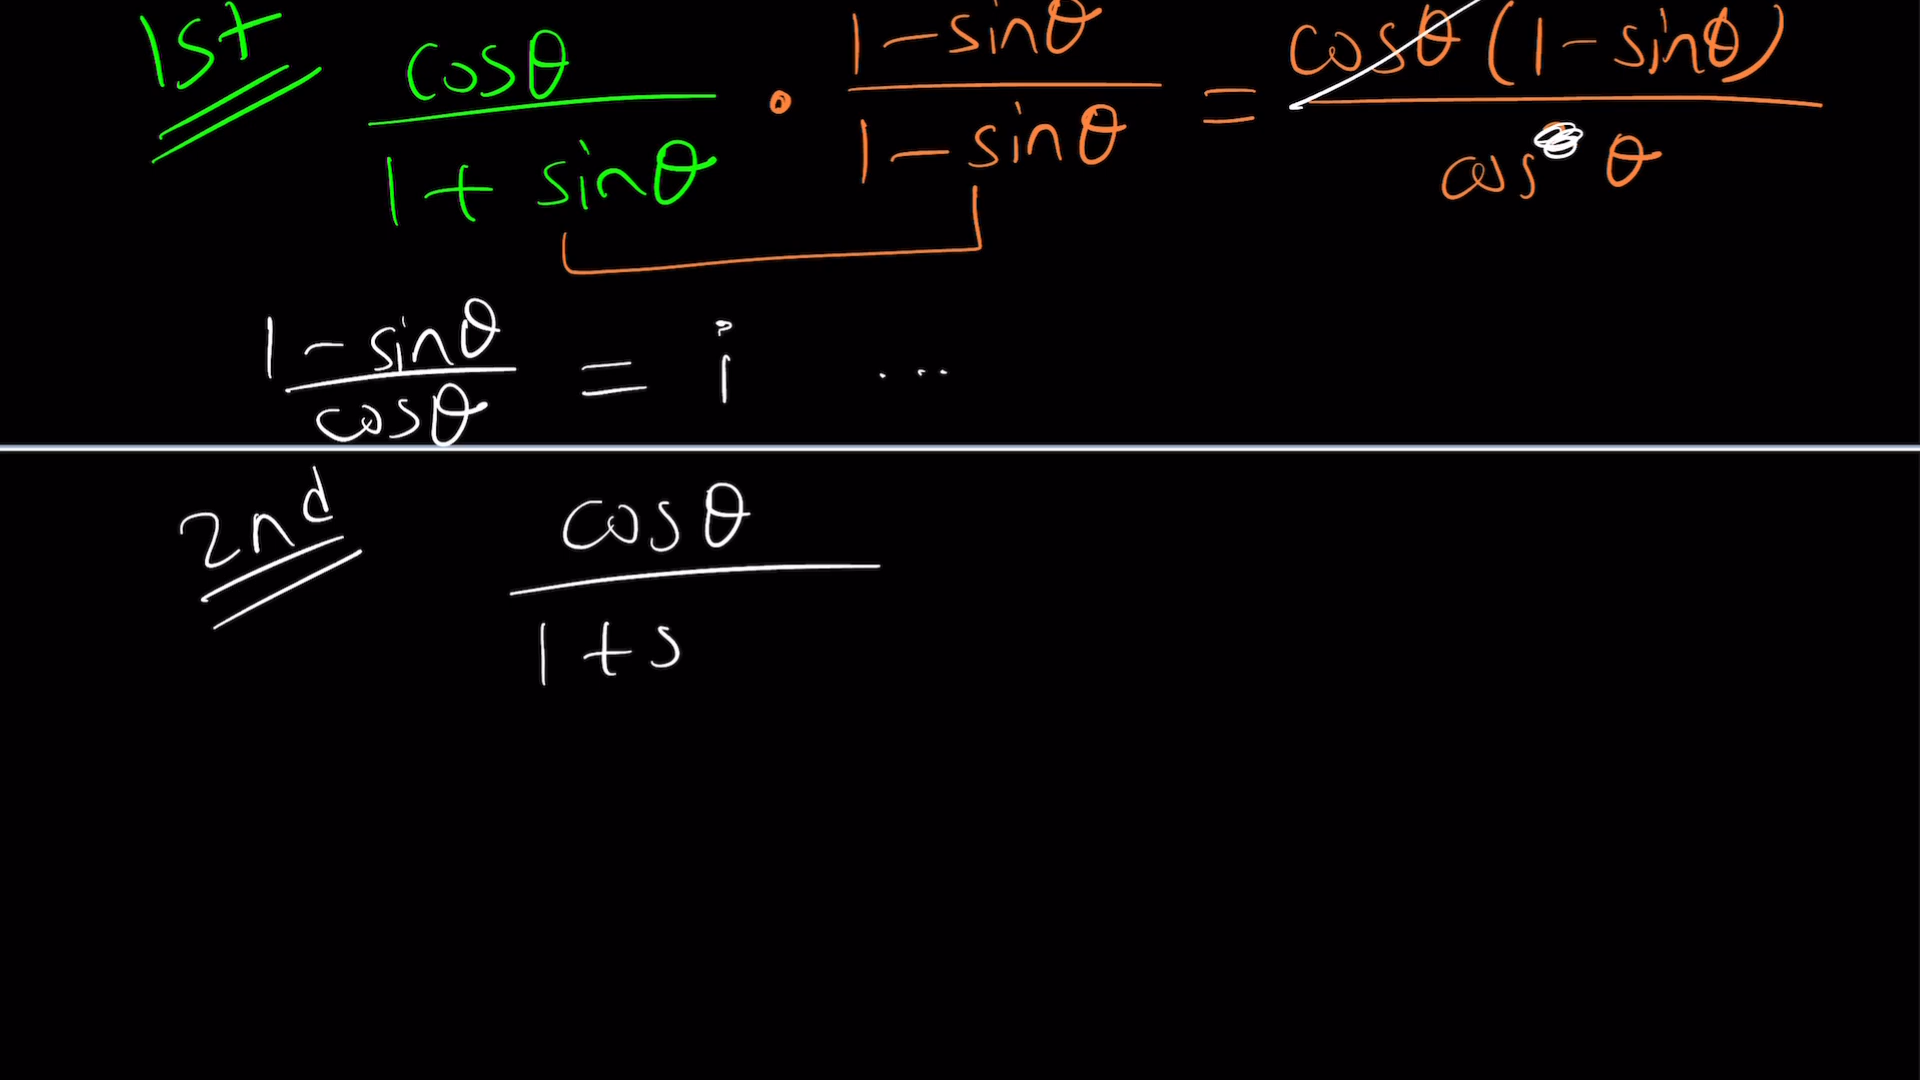 1st cosθ / 1 + sinθ • 1 - sinθ / 1 - sinθ = cosθ (1 - sinθ) / cos θ
1 - sinθ / cosθ = i ...
2nd cosθ / 1 + s